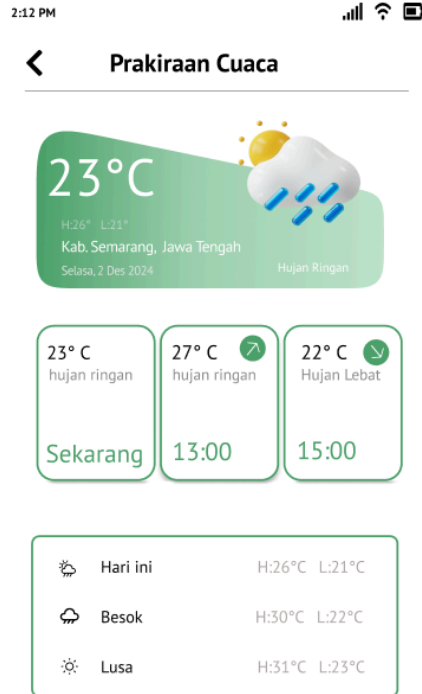 2:12 PM
Prakiraan Cuaca
23°C
H:26° L:21°
Kab. Semarang, Jawa Tengah
Selasa, 2 Des 2024
Hujan Ringan
23° C
hujan ringan
Sekarang
27° C
hujan ringan
13:00
22° C
Hujan Lebat
15:00
Hari ini H:26°C L:21°C
Besok H:30°C L:22°C
Lusa H:31°C L:23°C